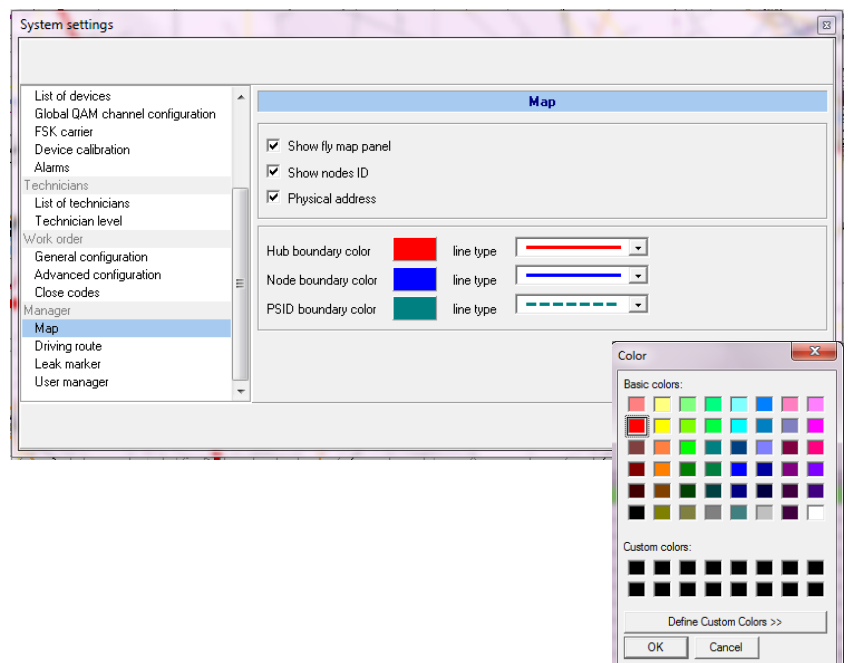 System settings
List of devices
Global QAM channel configuration
FSK carrier
Device calibration
Alarms
Technicians
List of technicians
Technician level
Work order
General configuration
Advanced configuration
Close codes
Manager
Map
Driving route
Leak marker
User manager
Map
Show fly map panel
Show nodes ID
Physical address
Hub boundary color line type
Node boundary color line type
PSID boundary color line type
Color
Basic colors:
Custom colors:
Define Custom Colors >>
OK Cancel